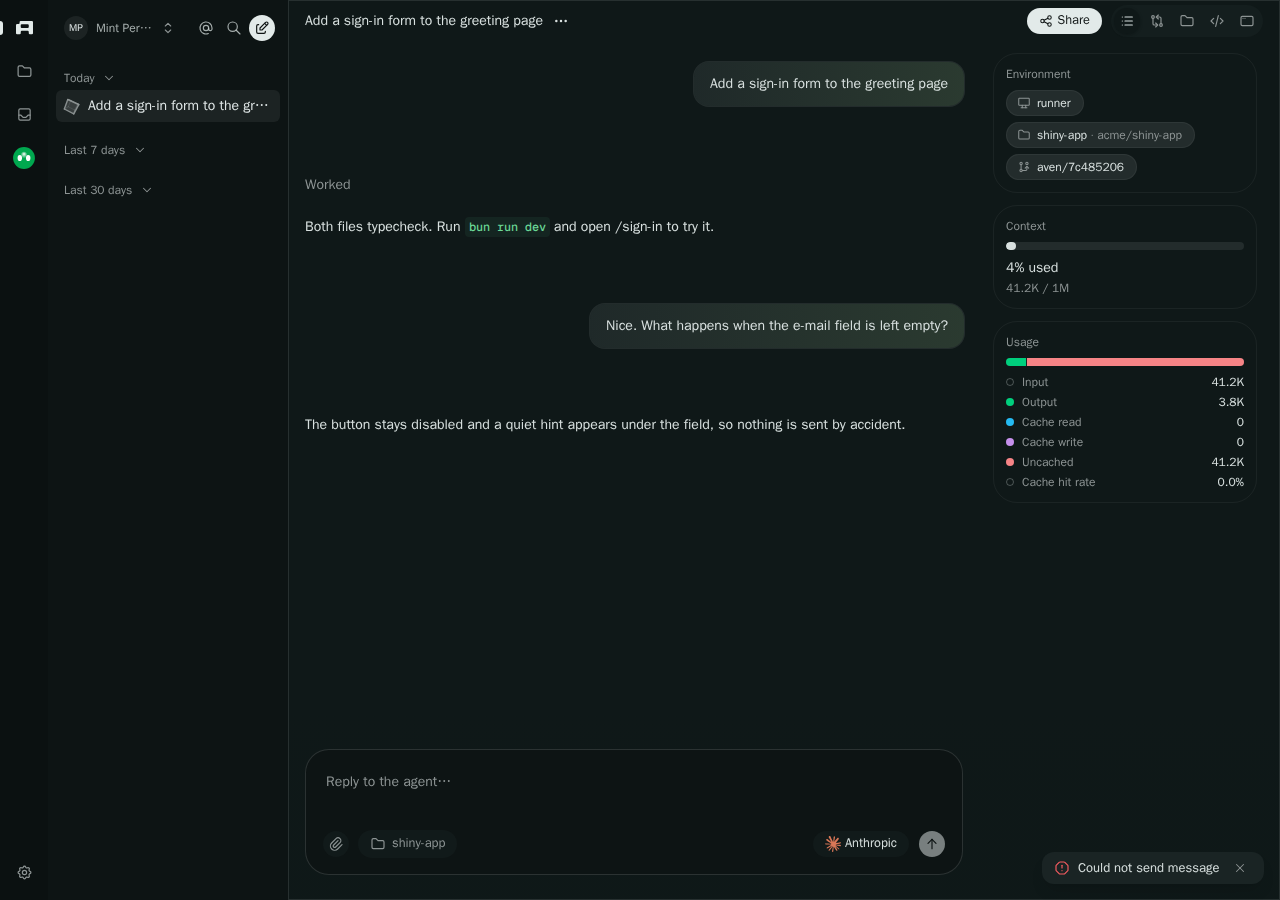 MP Mint Per···
Today
Add a sign-in form to the gr···
Last 7 days
Last 30 days
Add a sign-in form to the greeting page ···
Share
Add a sign-in form to the greeting page
Worked
Both files typecheck. Run bun run dev and open /sign-in to try it.
Nice. What happens when the e-mail field is left empty?
The button stays disabled and a quiet hint appears under the field, so nothing is sent by accident.
Reply to the agent···
shiny-app
Anthropic
Environment
runner
shiny-app · acme/shiny-app
aven/7c485206
Context
4% used
41.2K / 1M
Usage
Input 41.2K
Output 3.8K
Cache read 0
Cache write 0
Uncached 41.2K
Cache hit rate 0.0%
Could not send message